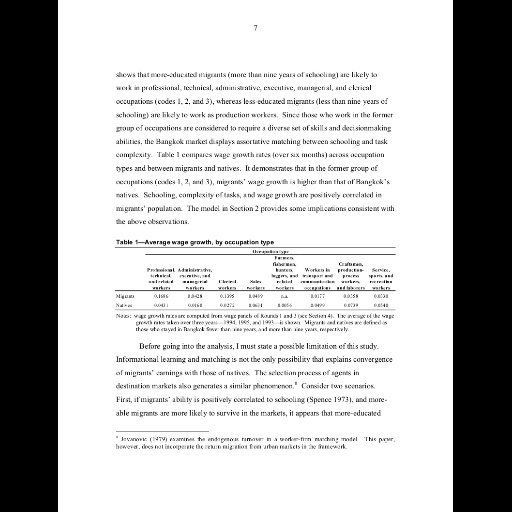 7
shows that more-educated migrants (more than nine years of schooling) are likely to
work in professional, technical, administrative, executive, managerial, and clerical
occupations (codes 1, 2, and 3), whereas less-educated migrants (less than nine years of
schooling) are likely to work as production workers. Since those who work in the former
group of occupations are considered to require a diverse set of skills and decisionmaking
abilities, the Bangkok market displays assortative matching between schooling and task
complexity. Table 1 compares wage growth rates (over six months) across occupation
types and between migrants and natives. It demonstrates that in the former group of
occupations (codes 1, 2, and 3), migrants' wage growth is higher than that of Bangkok's
natives. Schooling, complexity of tasks, and wage growth are positively correlated in
migrants' population. The model in Section 2 provides some implications consistent with
the above observations.
Table 1—Average wage growth, by occupation type
Occupation type
Professional, technical and related workers Administrative, executive, and managerial workers Clerical workers Sales workers Farmers, fishermen, hunters, loggers, and related workers Workers in transport and communication occupations Craftsmen, production-process workers, and laborers Service, sports and recreation workers
Migrants 0.1686 0.0428 0.1395 0.0499 n.a. 0.0177 0.0358 0.0330
Natives 0.0431 0.0160 0.0272 0.0631 0.0056 0.0499 0.0739 0.0540
Notes: wage growth rates are computed from wage panels of Rounds 1 and 3 (see Section 4). The average of the wage
growth rates taken over three years—1994, 1995, and 1995—is shown. Migrants and natives are defined as
those who stayed in Bangkok fewer than nine years, and more than nine years, respectively.
Before going into the analysis, I must state a possible limitation of this study.
Informational learning and matching is not the only possibility that explains convergence
of migrants' earnings with those of natives. The selection process of agents in
destination markets also generates a similar phenomenon.⁸ Consider two scenarios.
First, if migrants' ability is positively correlated to schooling (Spence 1973), and more-
able migrants are more likely to survive in the markets, it appears that more-educated
⁸ Jovanovic (1979) examines the endogenous turnover in a worker-firm matching model. This paper,
however, does not incorporate the return migration from urban markets in the framework.